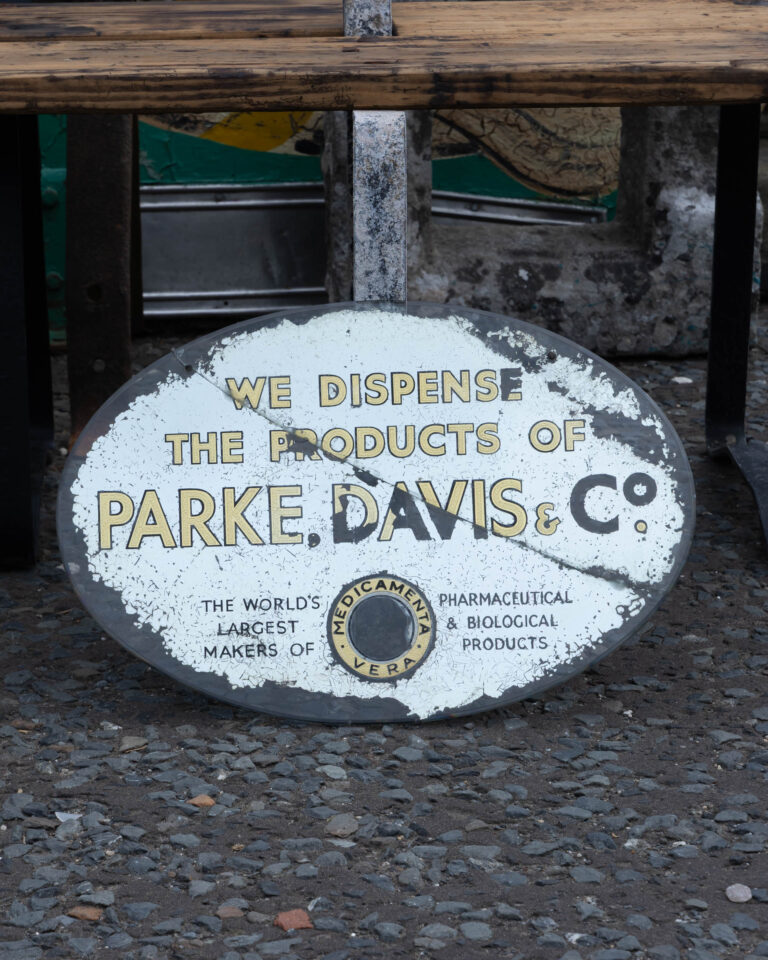 WE DISPENSE
THE PRODUCTS OF
PARKE, DAVIS & Cº.
THE WORLD'S
LARGEST
MAKERS OF
MEDICAMENTA
VERA
PHARMACEUTICAL
& BIOLOGICAL
PRODUCTS